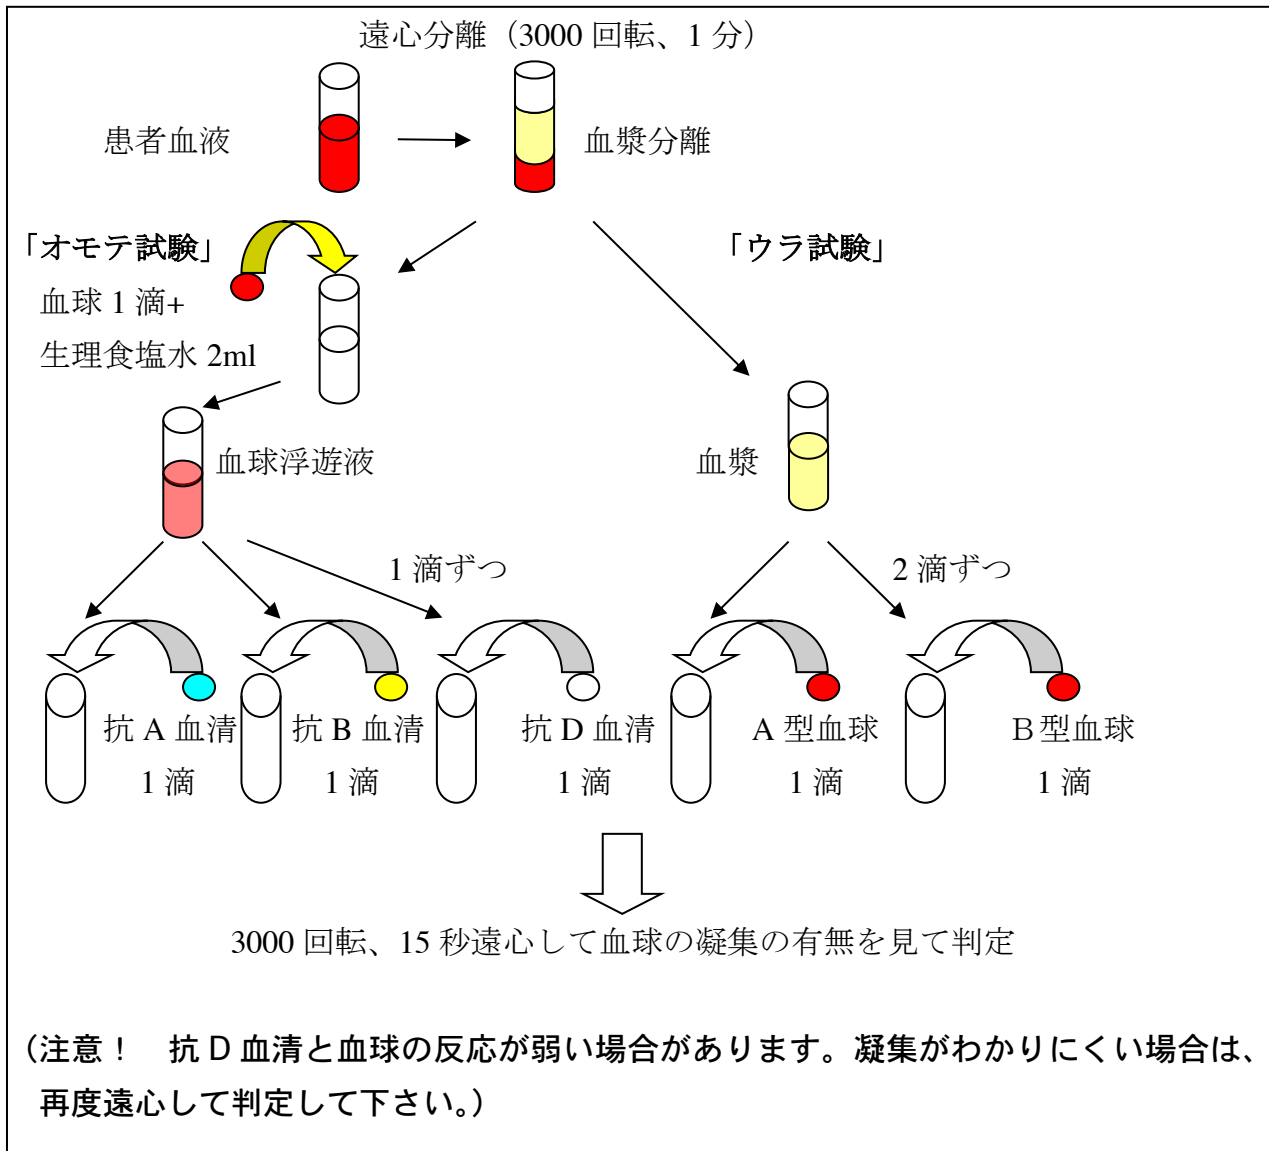 遠心分離（3000 回転、1 分）
患者血液
血漿分離
「オモテ試験」
「ウラ試験」
血球 1 滴+
生理食塩水 2ml
血球浮遊液
血漿
1 滴ずつ
2 滴ずつ
抗 A 血清
1 滴
抗 B 血清
1 滴
抗 D 血清
1 滴
A 型血球
1 滴
Ｂ型血球
1 滴
3000 回転、15 秒遠心して血球の凝集の有無を見て判定
（注意！　抗 D 血清と血球の反応が弱い場合があります。凝集がわかりにくい場合は、
再度遠心して判定して下さい。）